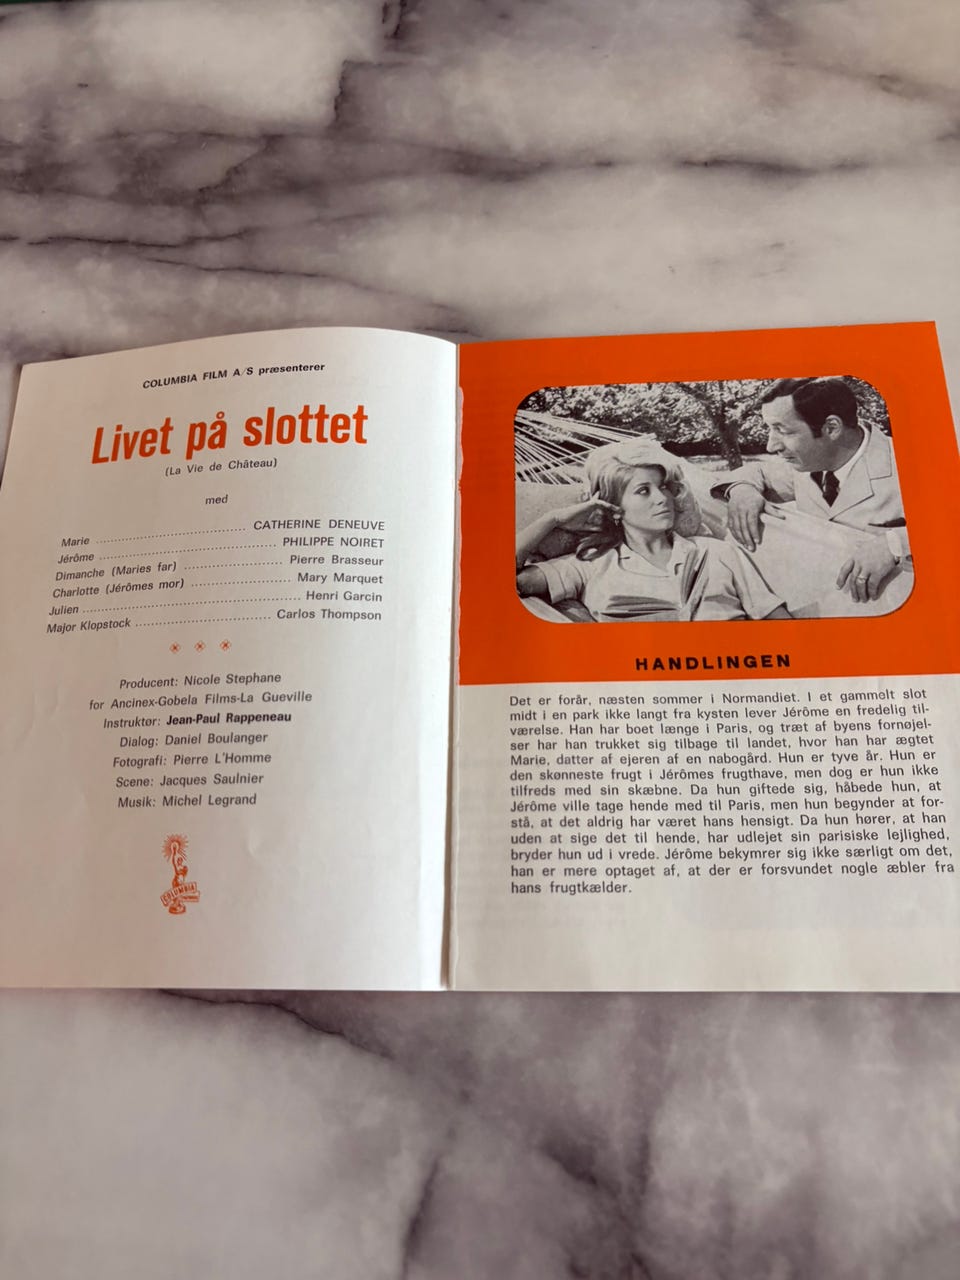 COLUMBIA FILM A/S præsenterer
Livet på slottet
(La Vie de Château)
med
Marie ........................................ CATHERINE DENEUVE
Jérôme ............................................... PHILIPPE NOIRET
Dimanche (Maries far) .......................... Pierre Brasseur
Charlotte (Jérômes mor) .......................... Mary Marquet
Julien ............................................................ Henri Garcin
Major Klopstock .................................... Carlos Thompson
Producent: Nicole Stephane
for Ancinex-Gobela Films-La Gueville
Instruktør: Jean-Paul Rappeneau
Dialog: Daniel Boulanger
Fotografi: Pierre L'Homme
Scene: Jacques Saulnier
Musik: Michel Legrand
COLUMBIA
HANDLINGEN
Det er forår, næsten sommer i Normandiet. I et gammelt slot
midt i en park ikke langt fra kysten lever Jérôme en fredelig til-
værelse. Han har boet længe i Paris, og træt af byens fornøjel-
ser har han trukket sig tilbage til landet, hvor han har ægtet
Marie, datter af ejeren af en nabogård. Hun er tyve år. Hun er
den skønneste frugt i Jérômes frugthave, men dog er hun ikke
tilfreds med sin skæbne. Da hun giftede sig, håbede hun, at
Jérôme ville tage hende med til Paris, men hun begynder at for-
stå, at det aldrig har været hans hensigt. Da hun hører, at han
uden at sige det til hende, har udlejet sin parisiske lejlighed,
bryder hun ud i vrede. Jérôme bekymrer sig ikke særligt om det,
han er mere optaget af, at der er forsvundet nogle æbler fra
hans frugtkælder.